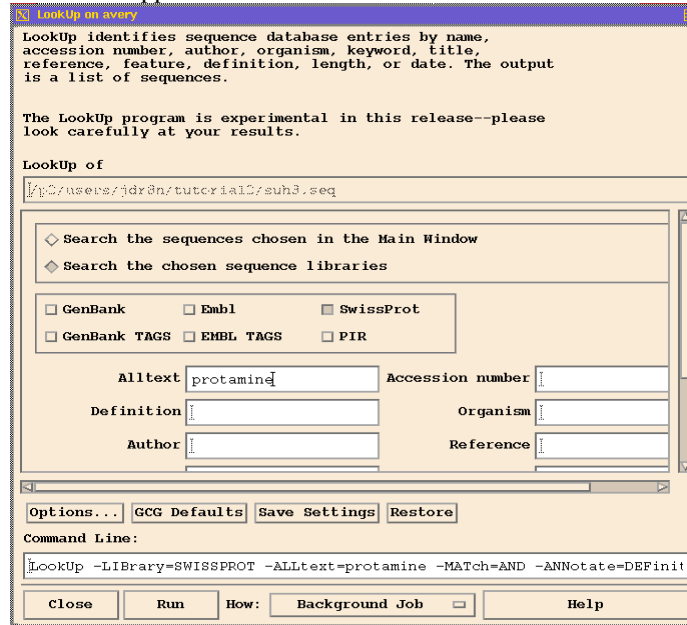 LookUp on avery
LookUp identifies sequence database entries by name,
accession number, author, organism, keyword, title,
reference, feature, definition, length, or date. The output
is a list of sequences.
The LookUp program is experimental in this release--please
look carefully at your results.
LookUp of
/users/jdr8n/tutorial2/suh3.seq
Search the sequences chosen in the Main Window
Search the chosen sequence libraries
GenBank Embl SwissProt
GenBank TAGS EMBL TAGS PIR
Alltext protamine Accession number
Definition Organism
Author Reference
Options... GCG Defaults Save Settings Restore
Command Line:
LookUp -LIBrary=SWISSPROT -ALLtext=protamine -MATch=AND -ANNotate=DEFinit
Close Run How: Background Job Help